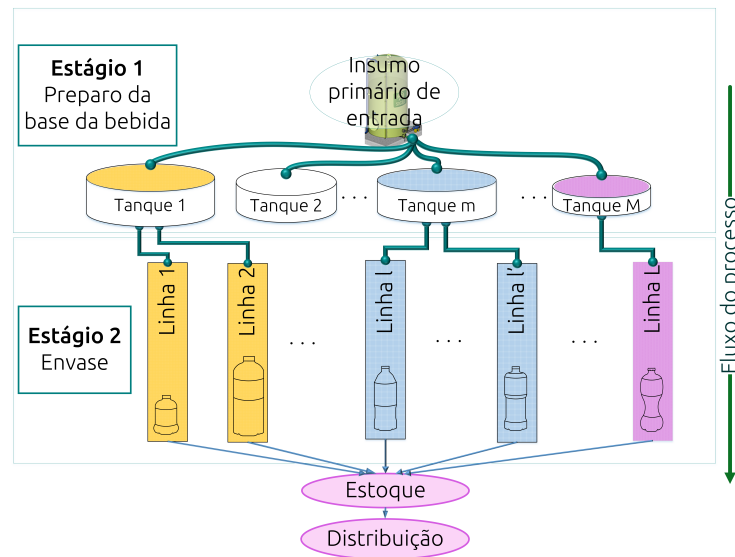 Estágio 1
Preparo da
base da bebida
Insumo
primário de
entrada
Tanque 1
Tanque 2
. . .
Tanque m
. . .
Tanque M
Fluxo do processo
Estágio 2
Envase
Linha 1
Linha 2
. . .
Linha l
. . .
Linha l'
. . .
Linha L
Estoque
Distribuição